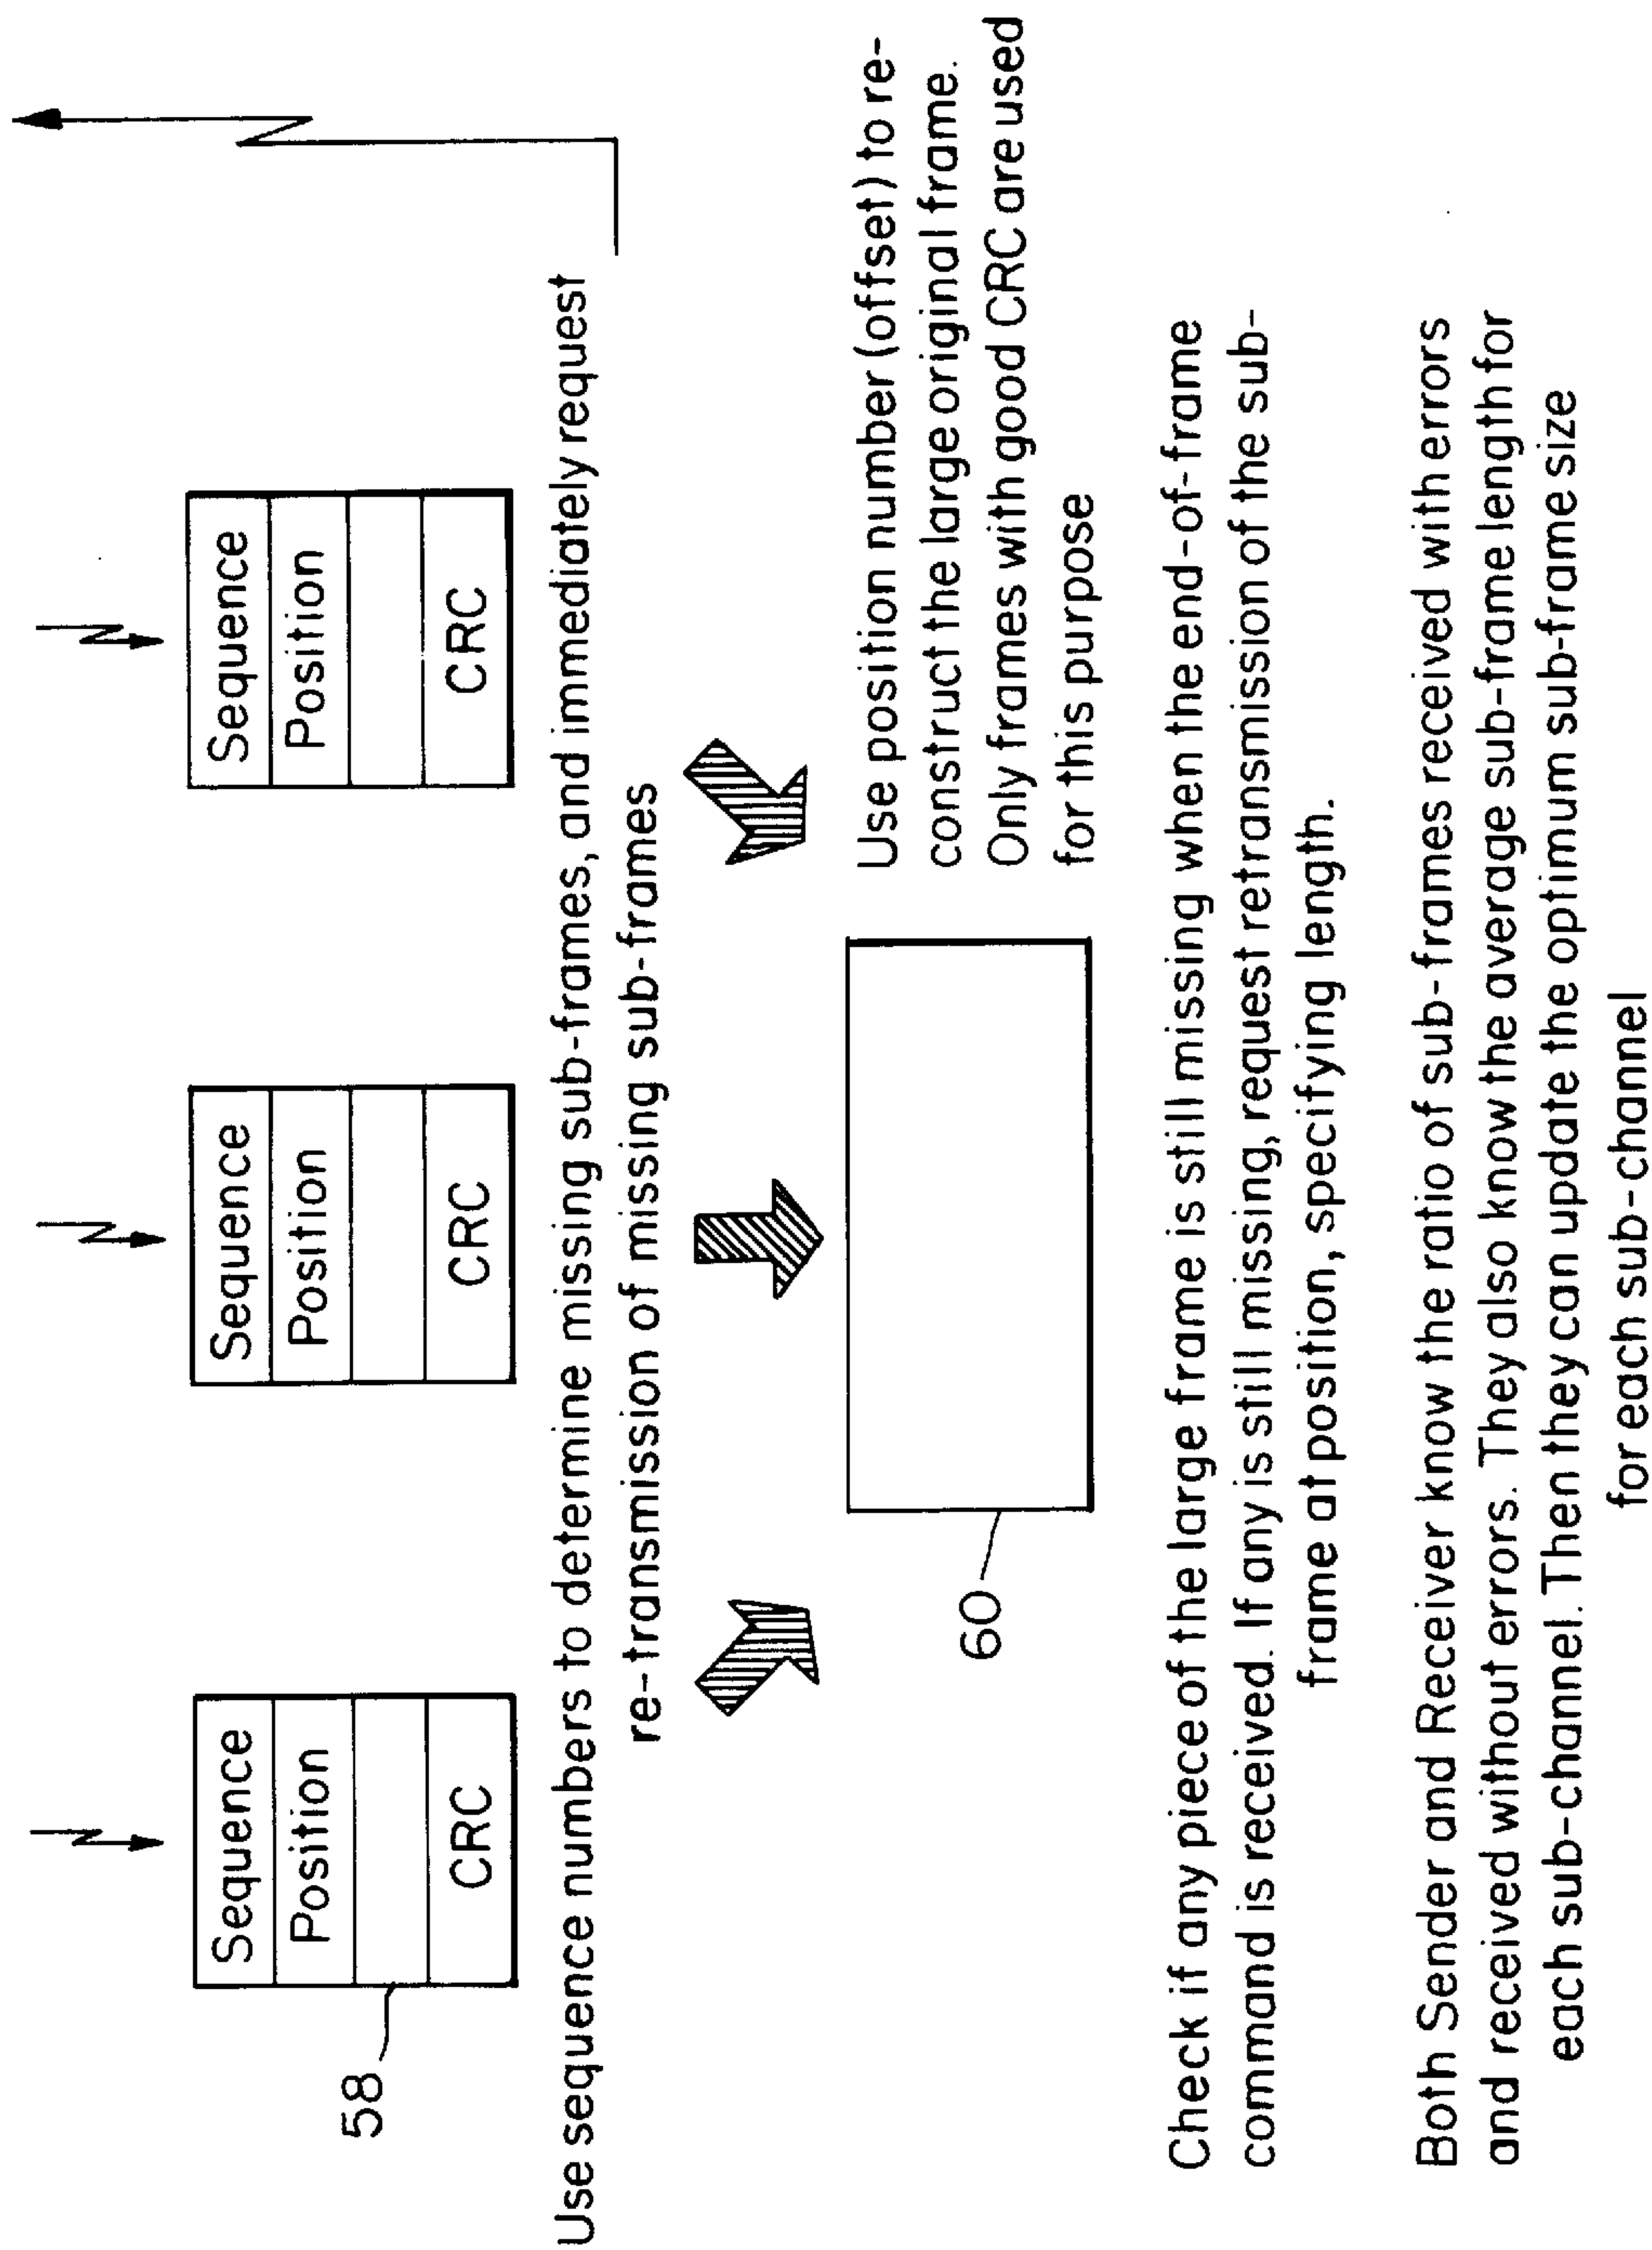 Sequence
Position
CRC
58
Sequence
Position
CRC
Sequence
Position
CRC
Use sequence numbers to determine missing sub-frames, and immediately request
re-transmission of missing sub-frames
60
Use position number (offset) to re-
construct the large original frame.
Only frames with good CRC are used
for this purpose
Check if any piece of the large frame is still missing when the end-of-frame
command is received. If any is still missing, request retransmission of the sub-
frame at position, specifying length.
Both Sender and Receiver know the ratio of sub-frames received with errors
and received without errors. They also know the average sub-frame length for
each sub-channel. Then they can update the optimum sub-frame size
for each sub-channel